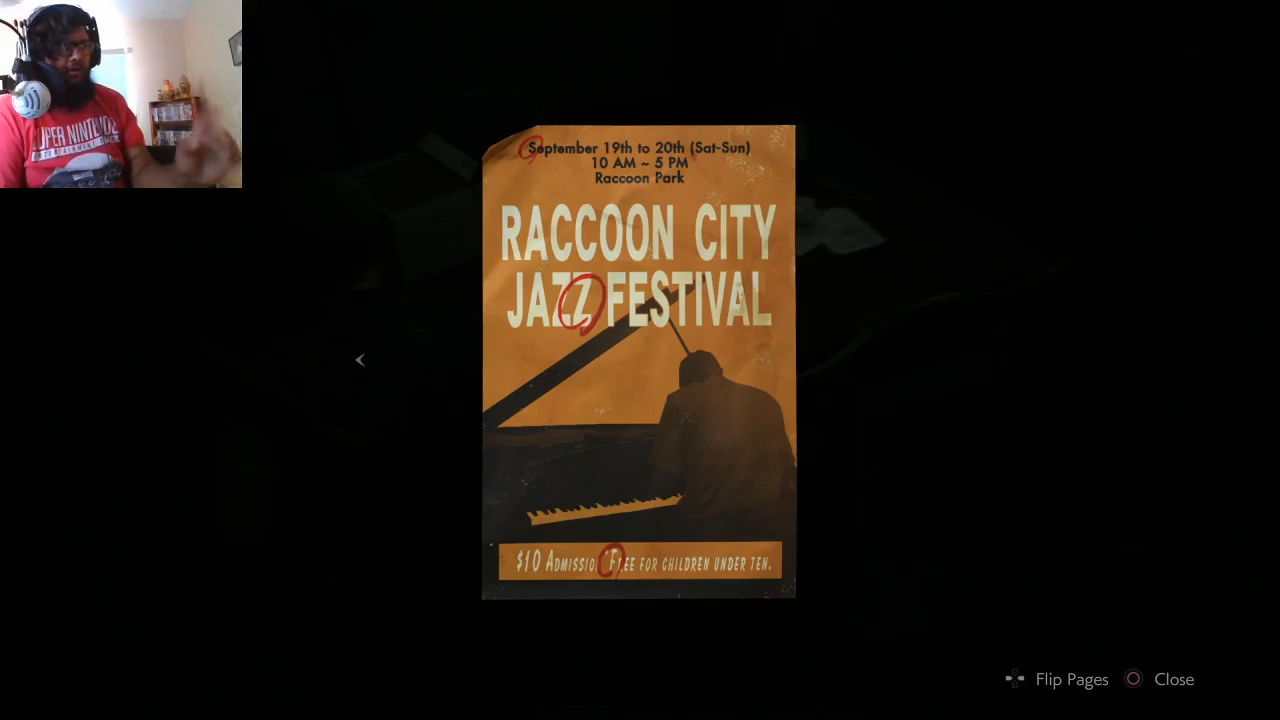 SUPER NINTENDO
ENTERTAINMENT
September 19th to 20th (Sat-Sun)
10 AM ~ 5 PM
Raccoon Park
RACCOON CITY
JAZZ FESTIVAL
$10 ADMISSION FREE FOR CHILDREN UNDER TEN.
Flip Pages
Close